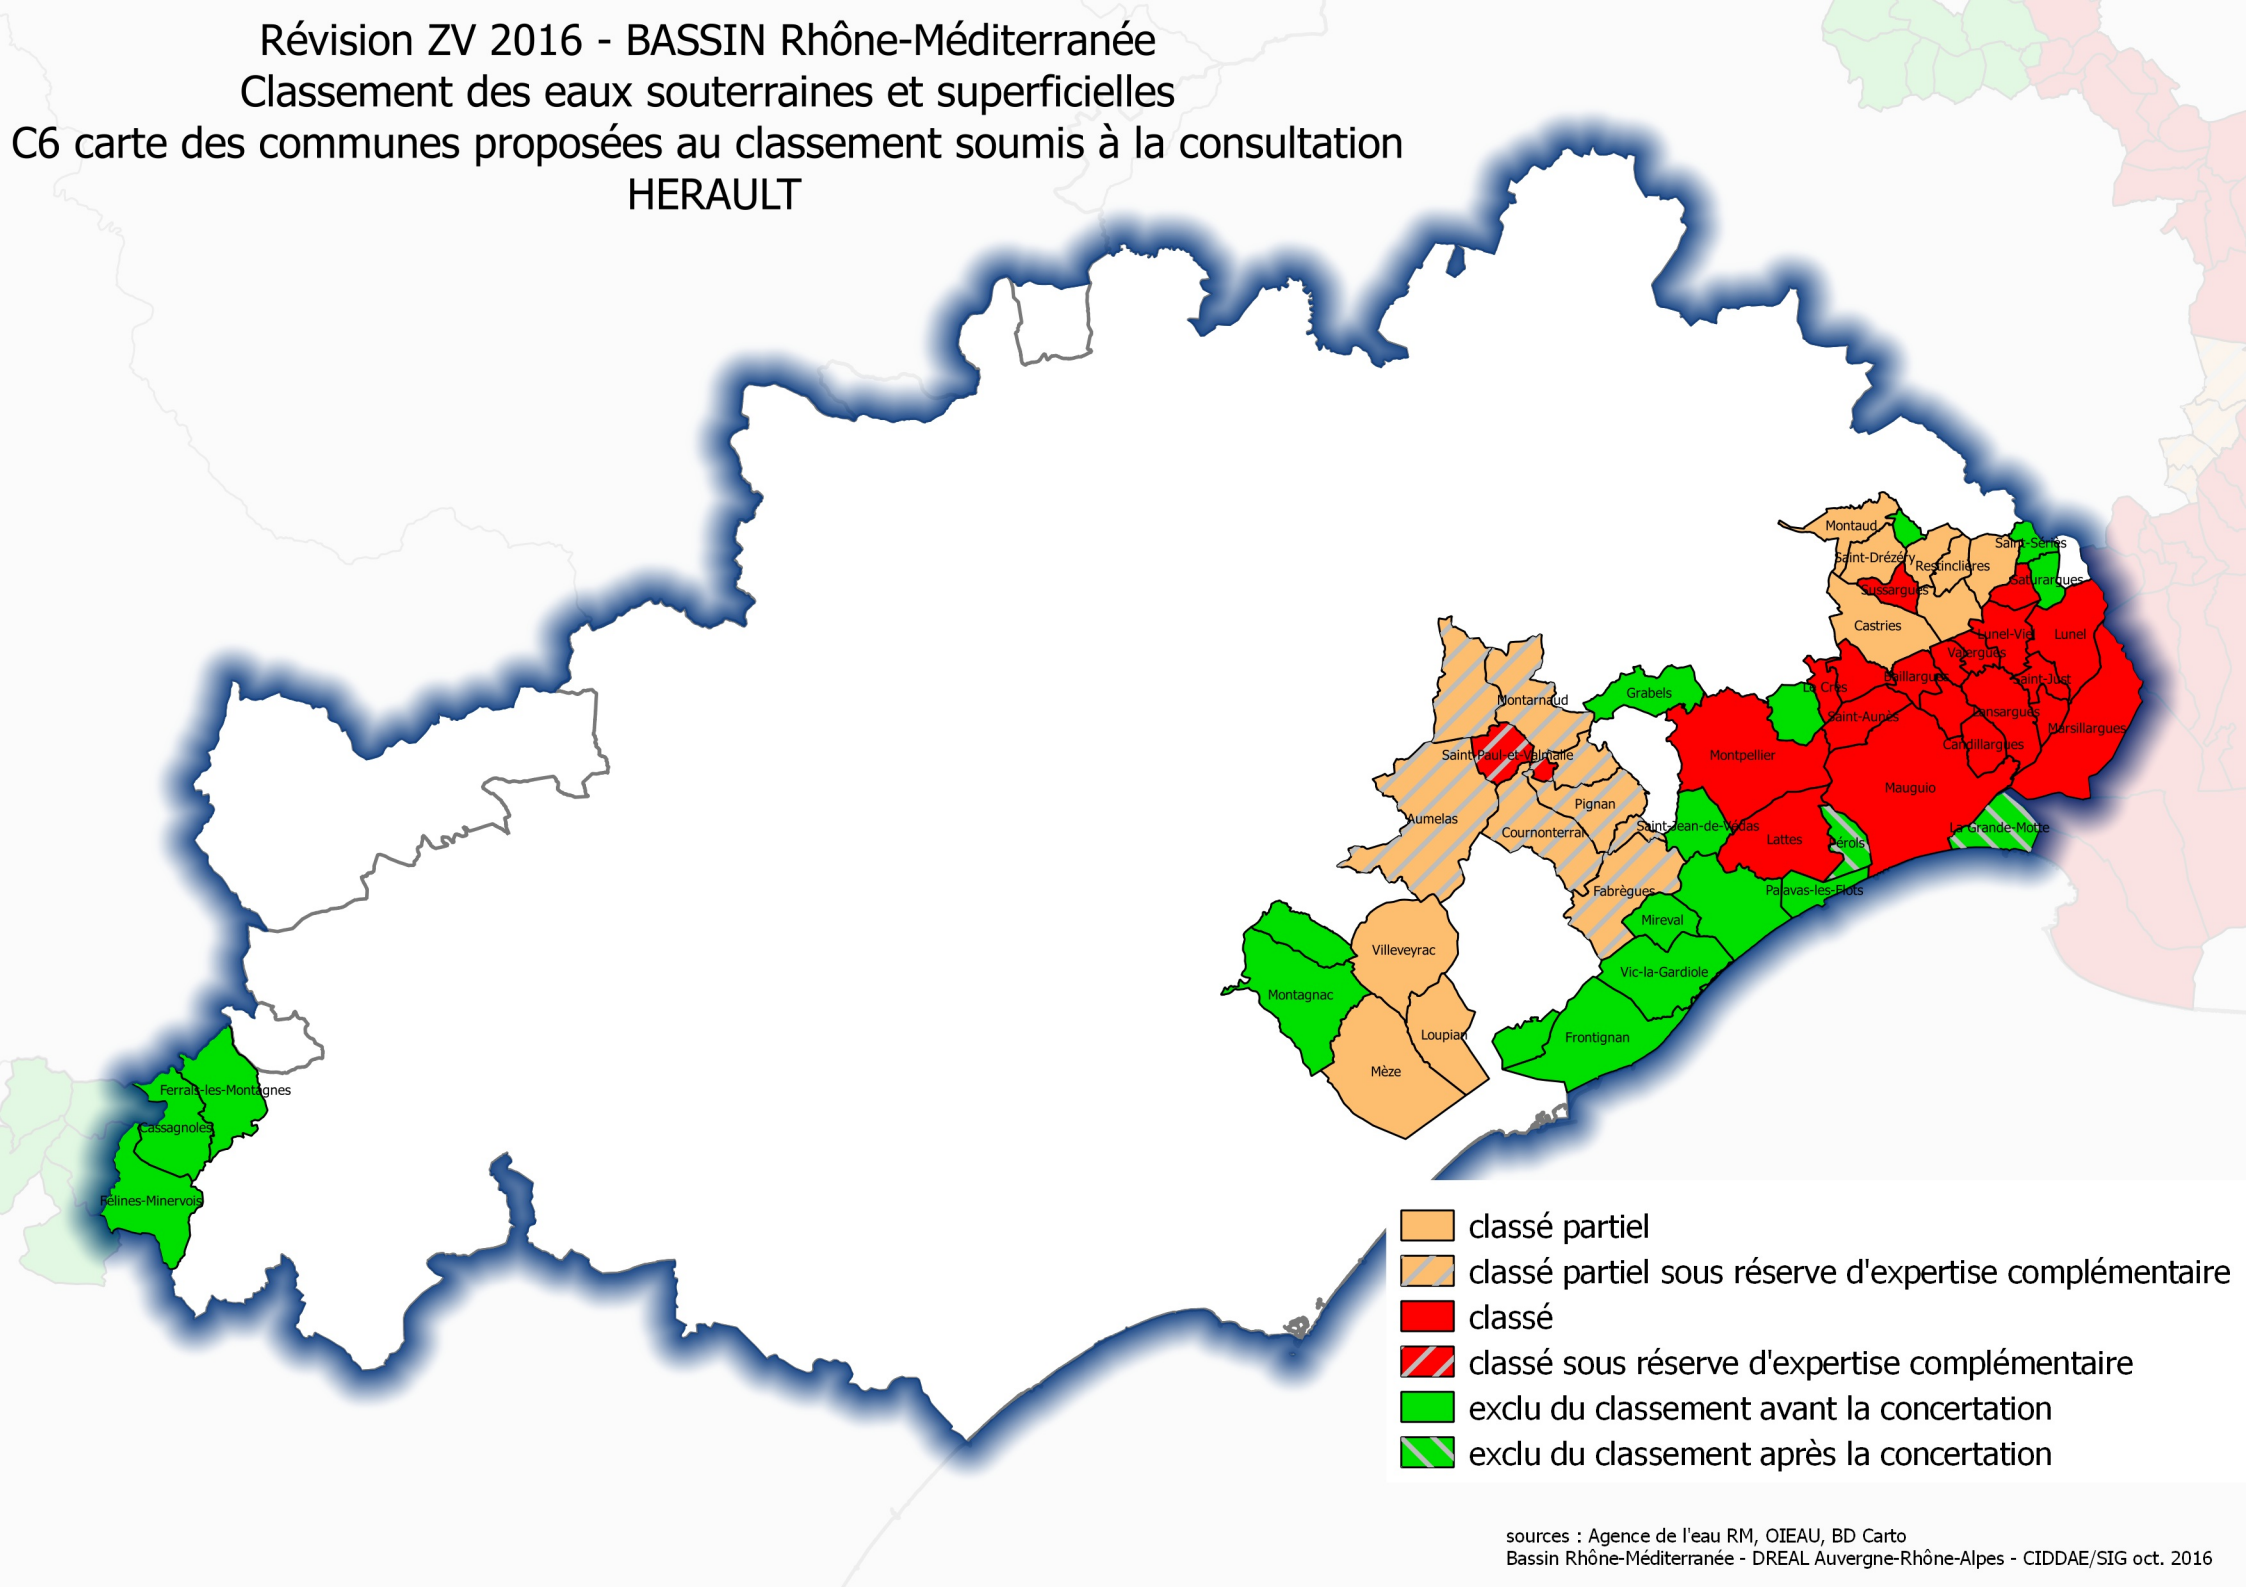 Révision ZV 2016 - BASSIN Rhône-Méditerranée
Classement des eaux souterraines et superficielles
C6 carte des communes proposées au classement soumis à la consultation
HERAULT
Montaud
Saint-Sériès
Saint-Drézéry
Restinclières
Saturargues
Sussargues
Castries
Lunel-Viel
Lunel
Valergues
Baillargues
Saint-Just
Le Crès
Grabels
Montarnaud
Lansargues
Saint-Aunès
Marsillargues
Candillargues
Saint-Paul-et-Valmalle
Montpellier
Mauguio
Pignan
Aumelas
Cournonterral
Saint-Jean-de-Védas
Lattes
Pérols
La Grande-Motte
Fabrègues
Palavas-les-Flots
Mireval
Villeveyrac
Vic-la-Gardiole
Montagnac
Loupian
Frontignan
Mèze
Ferrals-les-Montagnes
Cassagnoles
Félines-Minervois
classé partiel
classé partiel sous réserve d'expertise complémentaire
classé
classé sous réserve d'expertise complémentaire
exclu du classement avant la concertation
exclu du classement après la concertation
sources : Agence de l'eau RM, OIEAU, BD Carto
Bassin Rhône-Méditerranée - DREAL Auvergne-Rhône-Alpes - CIDDAE/SIG oct. 2016